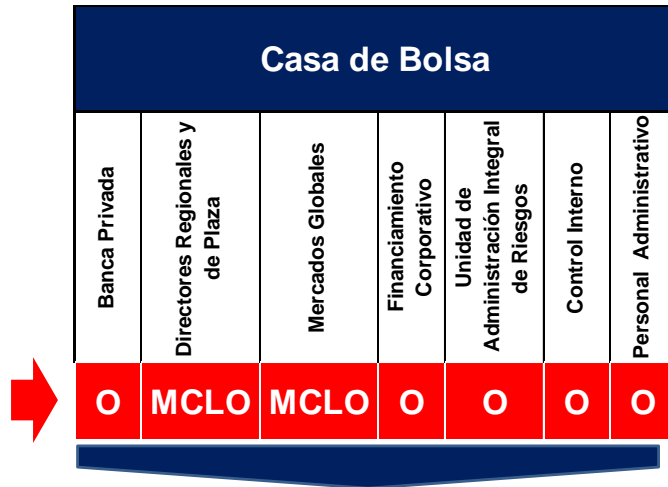 Casa de Bolsa
Banca Privada
Directores Regionales y
de Plaza
Mercados Globales
Financiamiento
Corporativo
Unidad de
Administración Integral
de Riesgos
Control Interno
Personal Administrativo
O MCLO MCLO O O O O